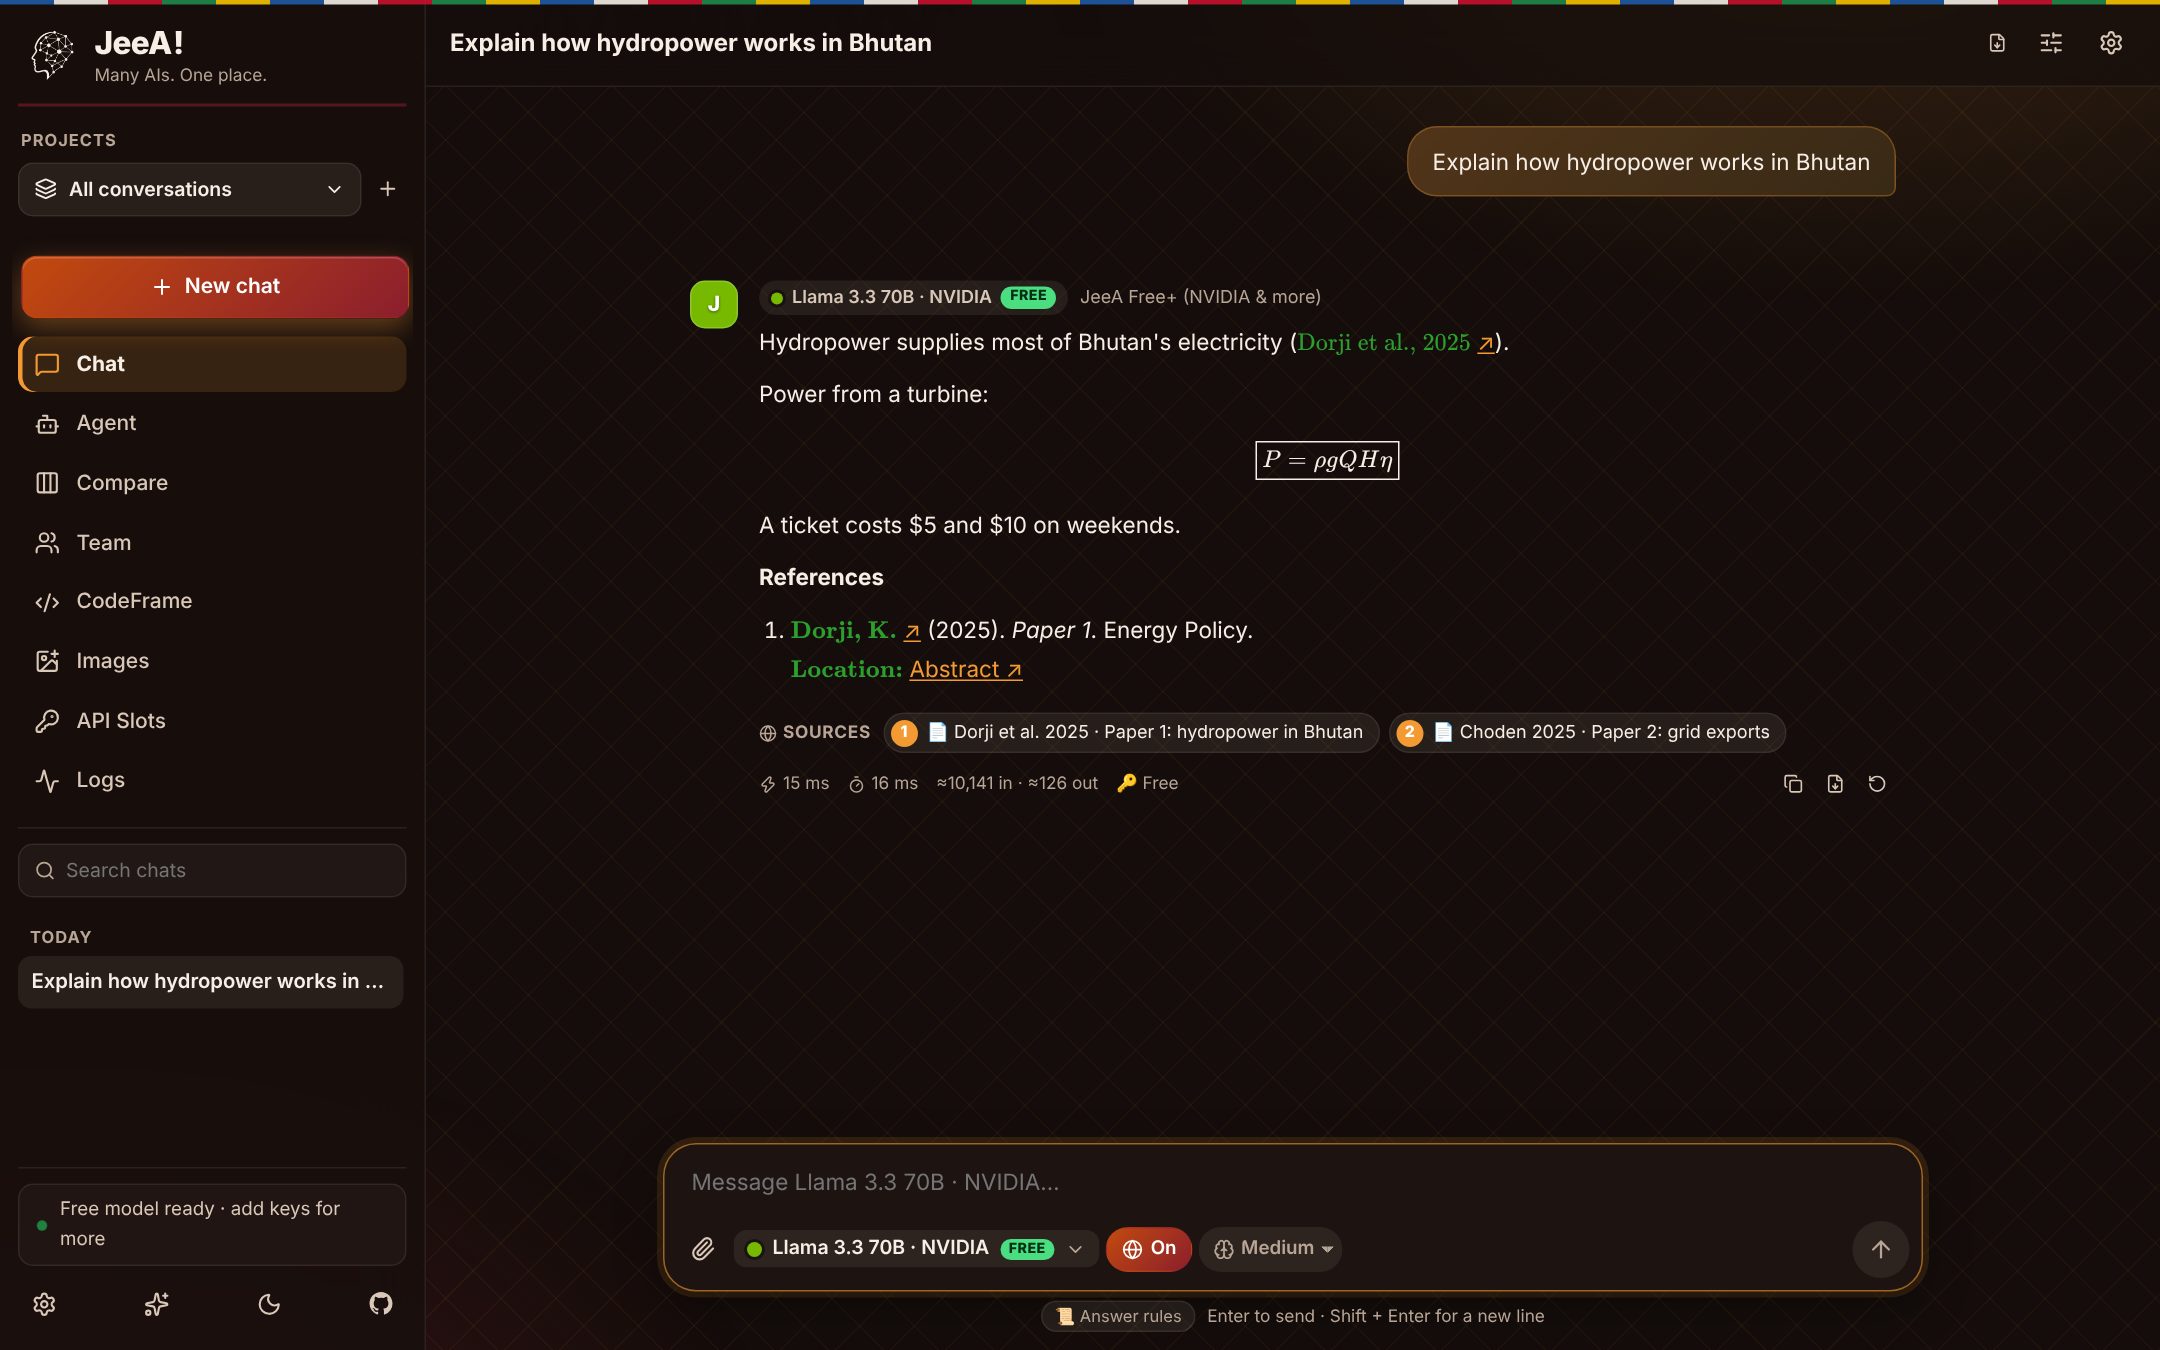 JeeA!
Many AIs. One place.
PROJECTS
All conversations
New chat
Chat
Agent
Compare
Team
CodeFrame
Images
API Slots
Logs
Search chats
TODAY
Explain how hydropower works in ...
Free model ready · add keys for
more
Explain how hydropower works in Bhutan
Explain how hydropower works in Bhutan
J
Llama 3.3 70B · NVIDIA FREE JeeA Free+ (NVIDIA & more)
Hydropower supplies most of Bhutan's electricity (Dorji et al., 2025 ↗).
Power from a turbine:
P = ρgQHη
A ticket costs $5 and $10 on weekends.
References
1. Dorji, K. ↗ (2025). Paper 1. Energy Policy.
Location: Abstract ↗
SOURCES 1 📄 Dorji et al. 2025 · Paper 1: hydropower in Bhutan 2 📄 Choden 2025 · Paper 2: grid exports
15 ms 16 ms ≈10,141 in · ≈126 out 🔑 Free
Message Llama 3.3 70B · NVIDIA...
Llama 3.3 70B · NVIDIA FREE On Medium
📜 Answer rules Enter to send · Shift + Enter for a new line